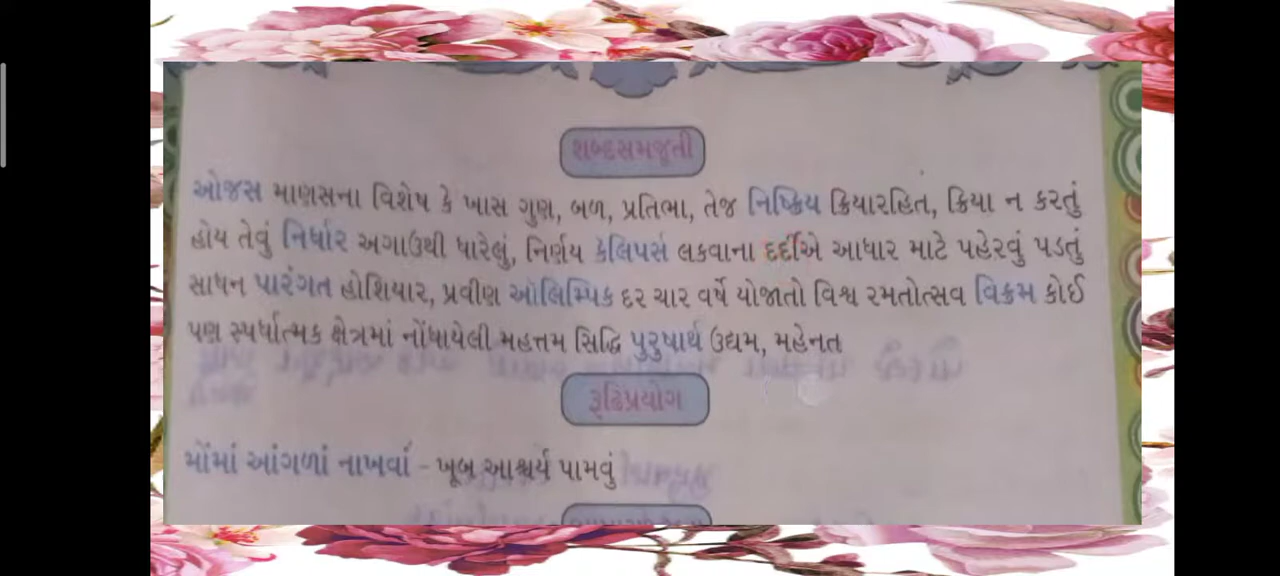 શબ્દસમજૂતી
ઓજસ માણસના વિશેષ કે ખાસ ગુણ, બળ, પ્રતિભા, તેજ નિષ્ક્રિય ક્રિયારહિત, ક્રિયા ન કરતું
હોય તેવું નિર્ધાર અગાઉથી ધારેલું, નિર્ણય કેલિપર્સ લકવાના દર્દીએ આધાર માટે પહેરવું પડતું
સાધન પારંગત હોશિયાર, પ્રવીણ ઓલિમ્પિક દર ચાર વર્ષે યોજાતો વિશ્વ રમતોત્સવ વિક્રમ કોઈ
પણ સ્પર્ધાત્મક ક્ષેત્રમાં નોંધાયેલી મહત્તમ સિદ્ધિ પુરુષાર્થ ઉદ્યમ, મહેનત
રૂઢિપ્રયોગ
મોંમાં આંગળાં નાખવાં - ખૂબ આશ્ચર્ય પામવું